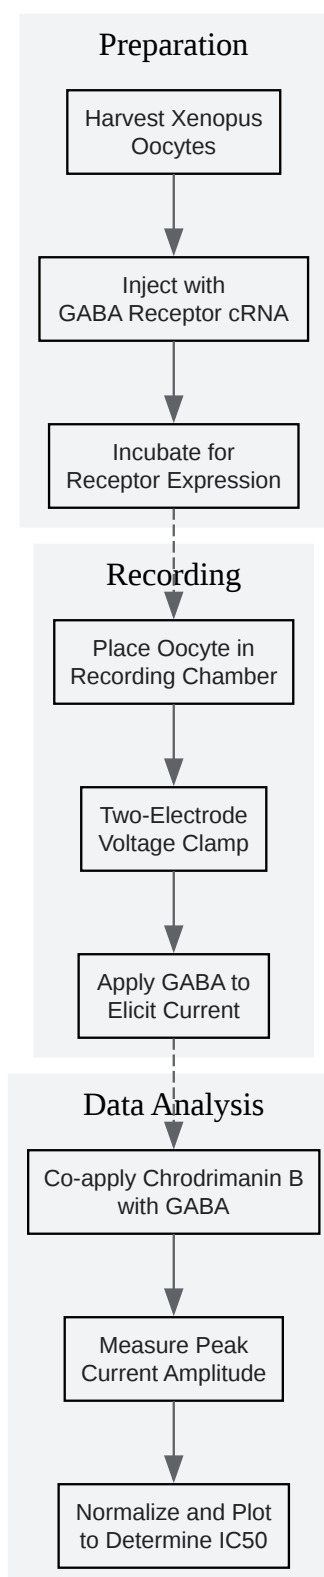 Preparation
Harvest Xenopus
Oocytes
Inject with
GABA Receptor cRNA
Incubate for
Receptor Expression
Recording
Place Oocyte in
Recording Chamber
Two-Electrode
Voltage Clamp
Apply GABA to
Elicit Current
Data Analysis
Co-apply Chrodrimanin B
with GABA
Measure Peak
Current Amplitude
Normalize and Plot
to Determine IC50